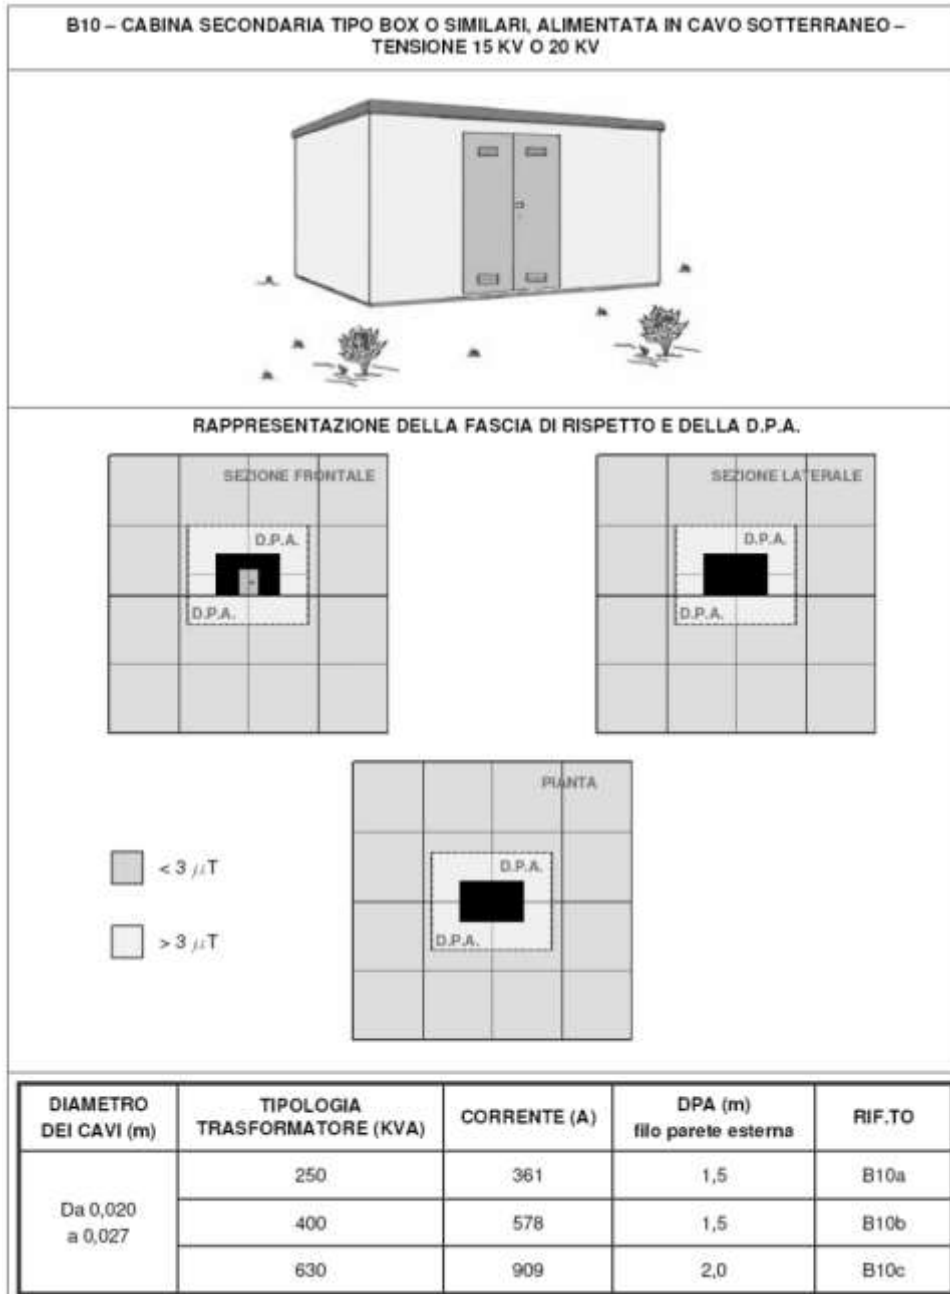 B10 – CABINA SECONDARIA TIPO BOX O SIMILARI, ALIMENTATA IN CAVO SOTTERRANEO –
TENSIONE 15 KV O 20 KV
RAPPRESENTAZIONE DELLA FASCIA DI RISPETTO E DELLA D.P.A.
SEZIONE FRONTALE
D.P.A.
D.P.A.
SEZIONE LATERALE
D.P.A.
D.P.A.
PIANTA
D.P.A.
D.P.A.
< 3 µT
> 3 µT
DIAMETRO
DEI CAVI (m)
TIPOLOGIA
TRASFORMATORE (KVA)
CORRENTE (A)
DPA (m)
filo parete esterna
RIF.TO
Da 0,020
a 0,027
250
361
1,5
B10a
400
578
1,5
B10b
630
909
2,0
B10c